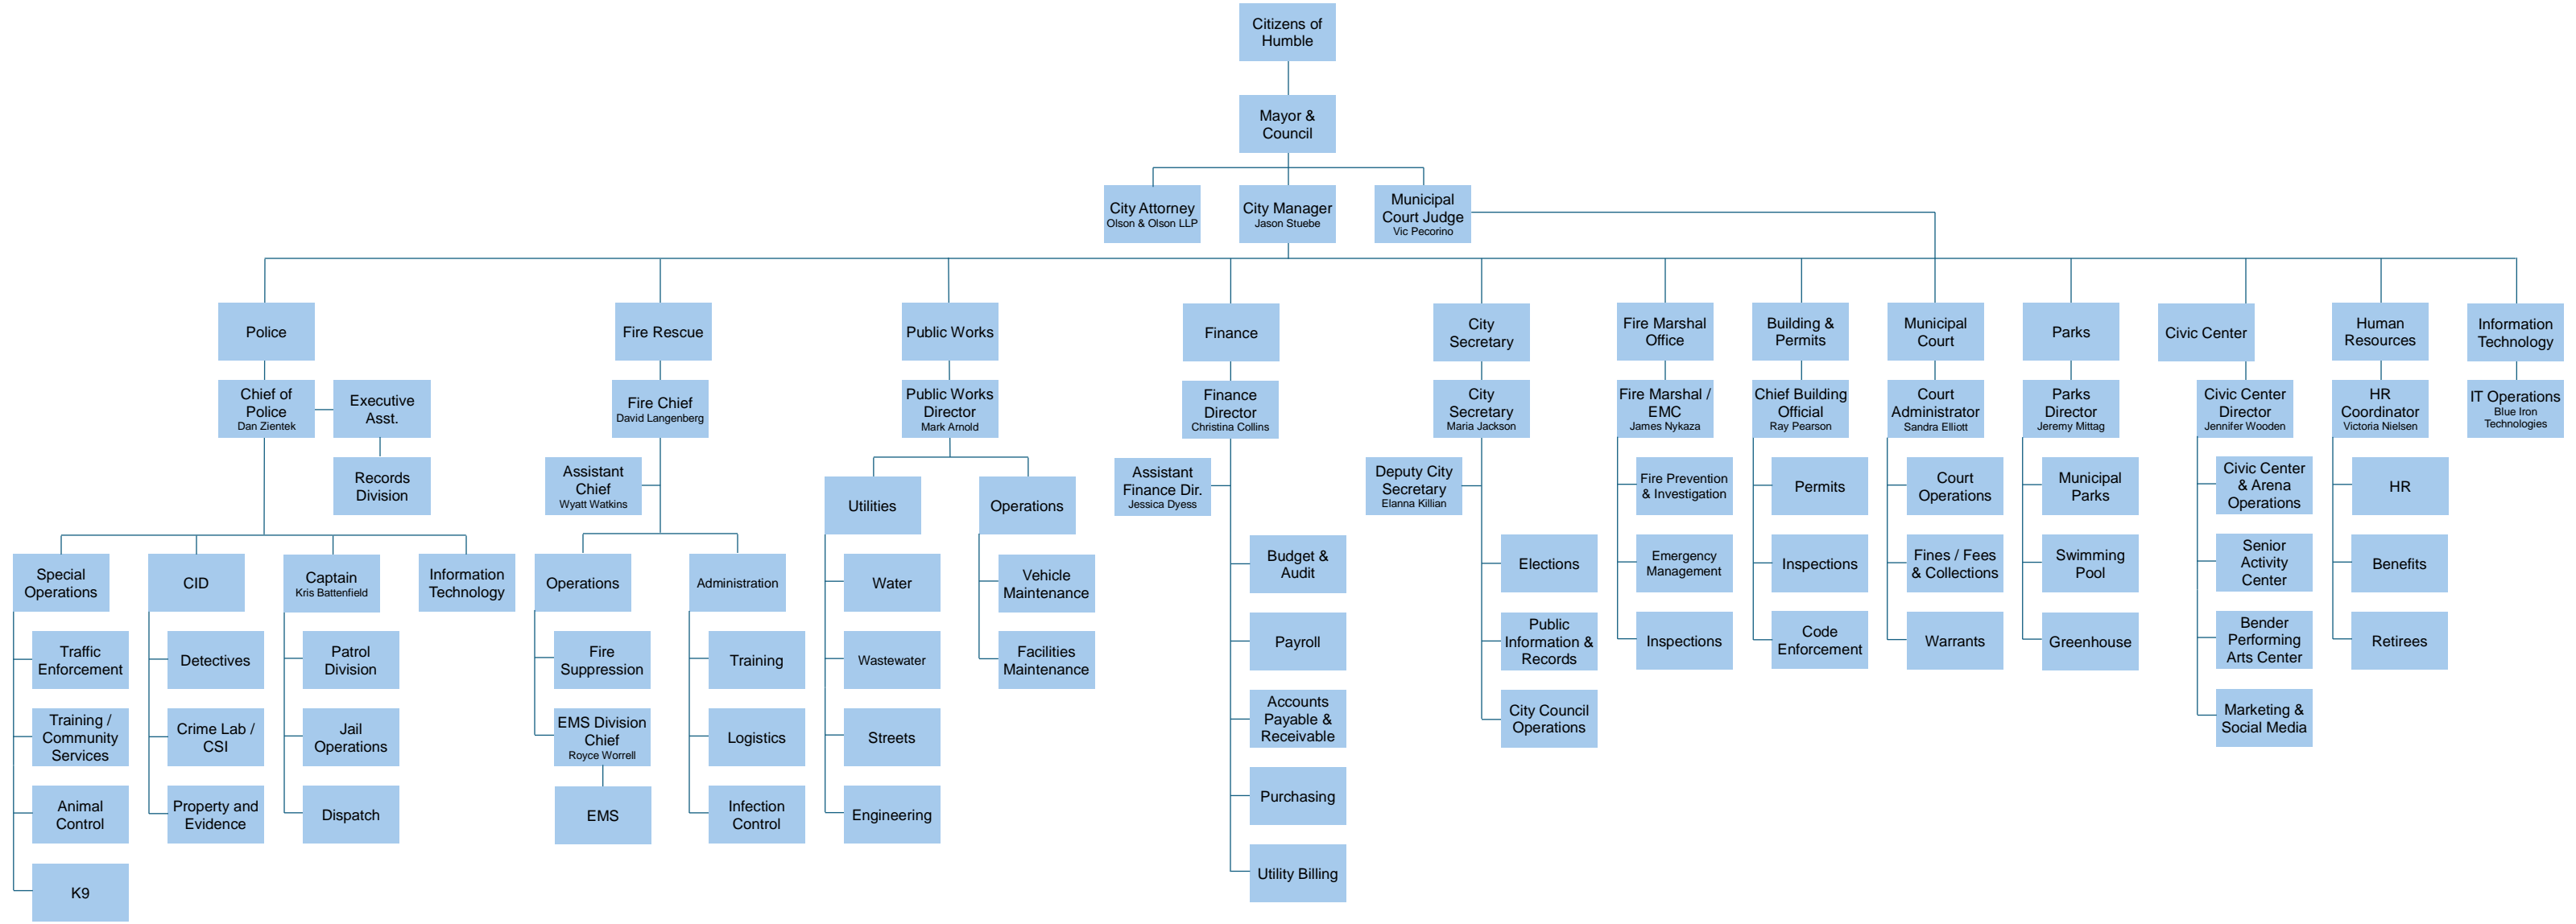 Citizens of
Humble
Mayor &
Council
City Attorney
Olson & Olson LLP
City Manager
Jason Stuebe
Municipal
Court Judge
Vic Pecorino
Police
Fire Rescue
Public Works
Finance
City
Secretary
Fire Marshal
Office
Building &
Permits
Municipal
Court
Parks
Civic Center
Human
Resources
Information
Technology
Chief of
Police
Dan Zientek
Executive
Asst.
Records
Division
Fire Chief
David Langenberg
Assistant
Chief
Wyatt Watkins
Public Works
Director
Mark Arnold
Finance
Director
Christina Collins
Assistant
Finance Dir.
Jessica Dyess
City
Secretary
Maria Jackson
Deputy City
Secretary
Elanna Killian
Fire Marshal /
EMC
James Nykaza
Chief Building
Official
Ray Pearson
Court
Administrator
Sandra Elliott
Parks
Director
Jeremy Mittag
Civic Center
Director
Jennifer Wooden
HR
Coordinator
Victoria Nielsen
IT Operations
Blue Iron
Technologies
Special
Operations
Traffic
Enforcement
Training /
Community
Services
Animal
Control
K9
CID
Detectives
Crime Lab /
CSI
Property and
Evidence
Captain
Kris Battenfield
Patrol
Division
Jail
Operations
Dispatch
Information
Technology
Operations
Fire
Suppression
EMS Division
Chief
Royce Worrell
EMS
Administration
Training
Logistics
Infection
Control
Utilities
Water
Wastewater
Streets
Engineering
Operations
Vehicle
Maintenance
Facilities
Maintenance
Budget &
Audit
Payroll
Accounts
Payable &
Receivable
Purchasing
Utility Billing
Elections
Public
Information &
Records
City Council
Operations
Fire Prevention
& Investigation
Emergency
Management
Inspections
Permits
Inspections
Code
Enforcement
Court
Operations
Fines / Fees
& Collections
Warrants
Municipal
Parks
Swimming
Pool
Greenhouse
Civic Center
& Arena
Operations
Senior
Activity
Center
Bender
Performing
Arts Center
Marketing &
Social Media
HR
Benefits
Retirees